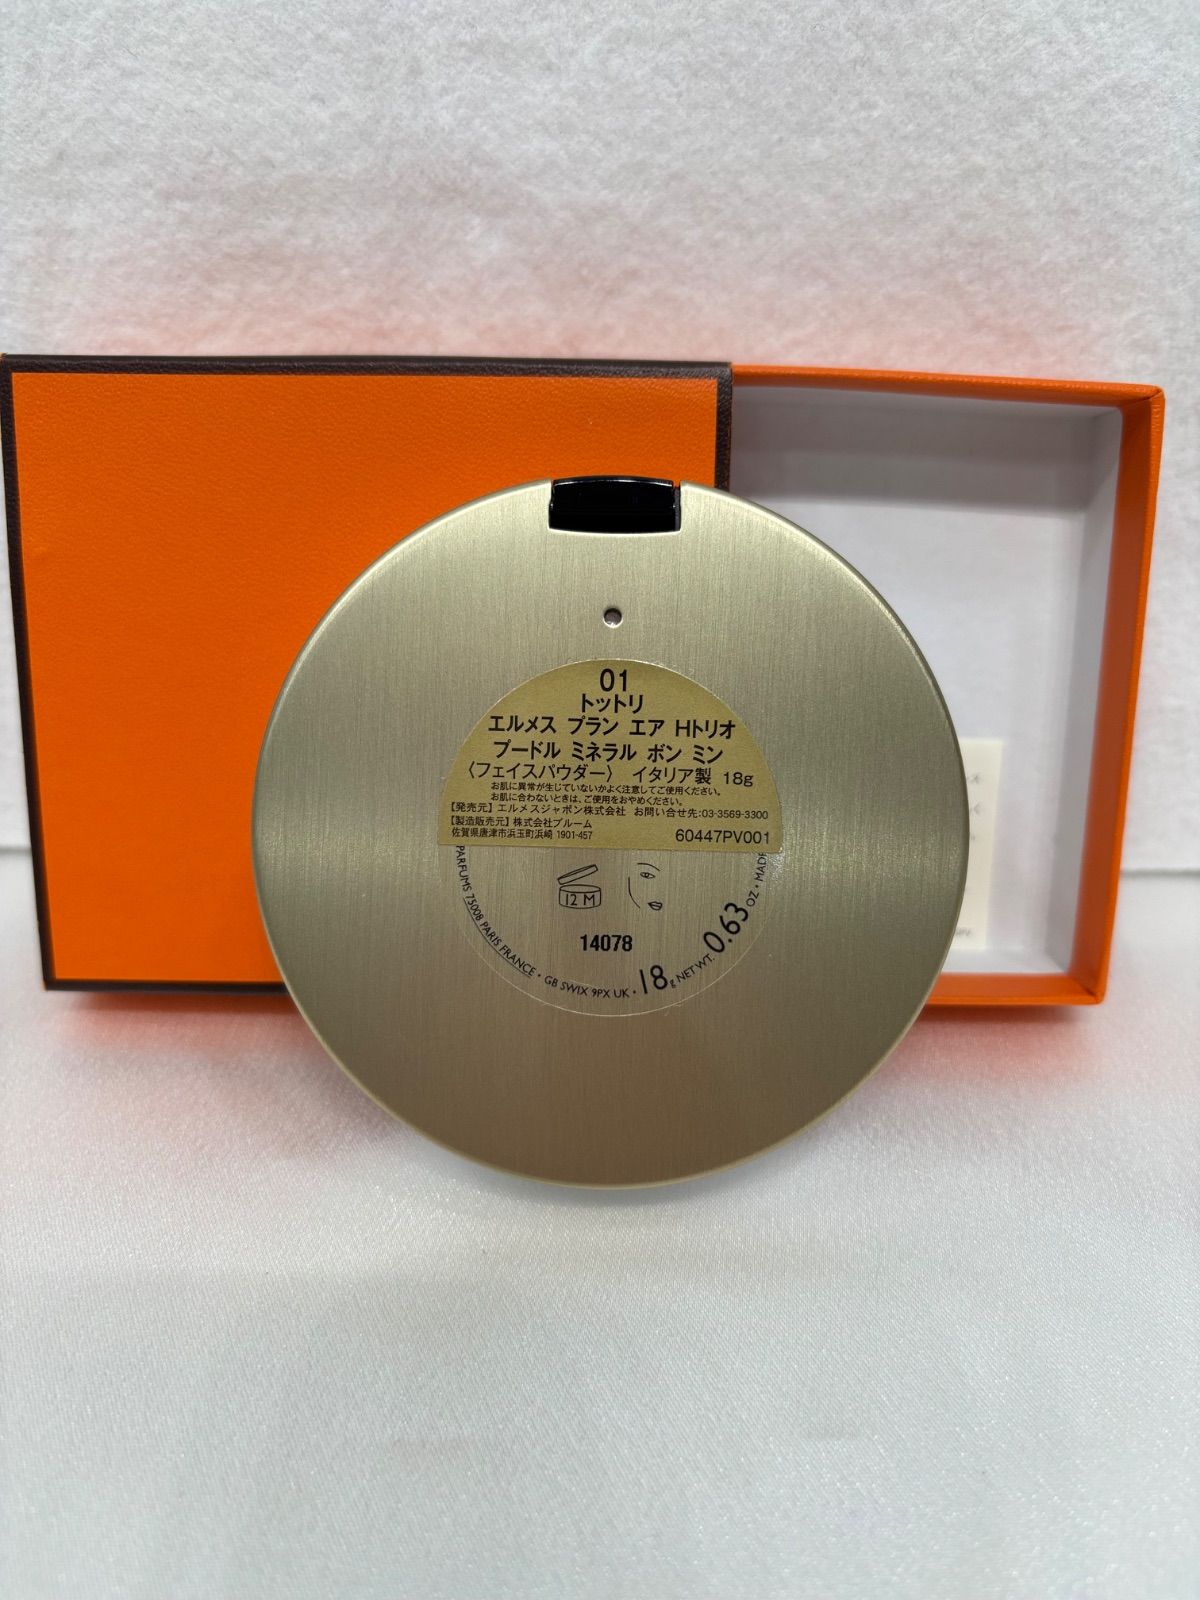 01
トットリ
エルメス プラン エア Hトリオ
プードル ミネラル ボン ミン
〈フェイスパウダー〉 イタリア製 18g
お肌に異常が生じていないかよく注意してご使用ください。
お肌に合わないときは、ご使用をおやめください。
【発売元】エルメスジャポン株式会社 お問い合せ先:03-3569-3300
【製造販売元】株式会社ブルーム
佐賀県唐津市浜玉町浜崎 1901-457 60447PV001
12 M
14078
PARFUMS 75008 PARIS FRANCE • GB SW1X 9PX UK • 18g NET WT. 0.63 OZ • MADE